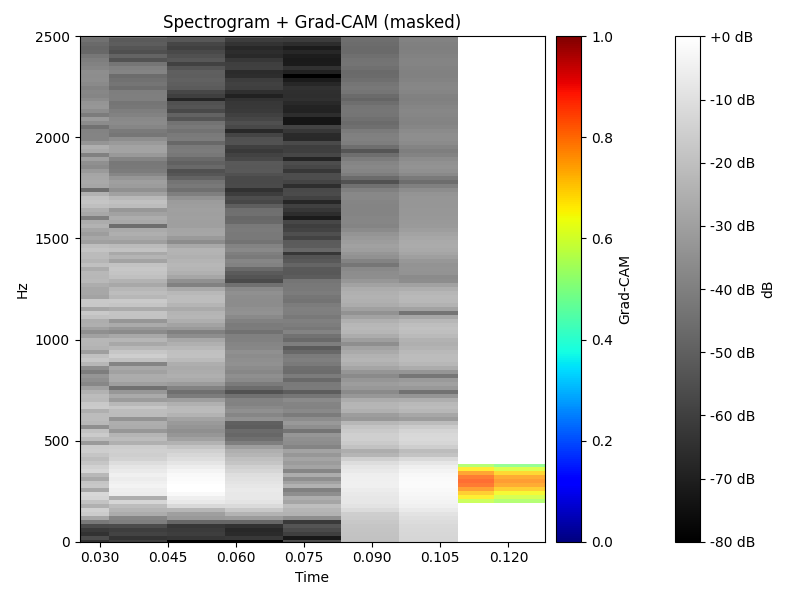 Spectrogram + Grad-CAM (masked)
2500
2000
1500
1000
500
0
Hz
0.030
0.045
0.060
0.075
0.090
0.105
0.120
Time
1.0
0.8
0.6
0.4
0.2
0.0
Grad-CAM
+0 dB
-10 dB
-20 dB
-30 dB
-40 dB
-50 dB
-60 dB
-70 dB
-80 dB
dB